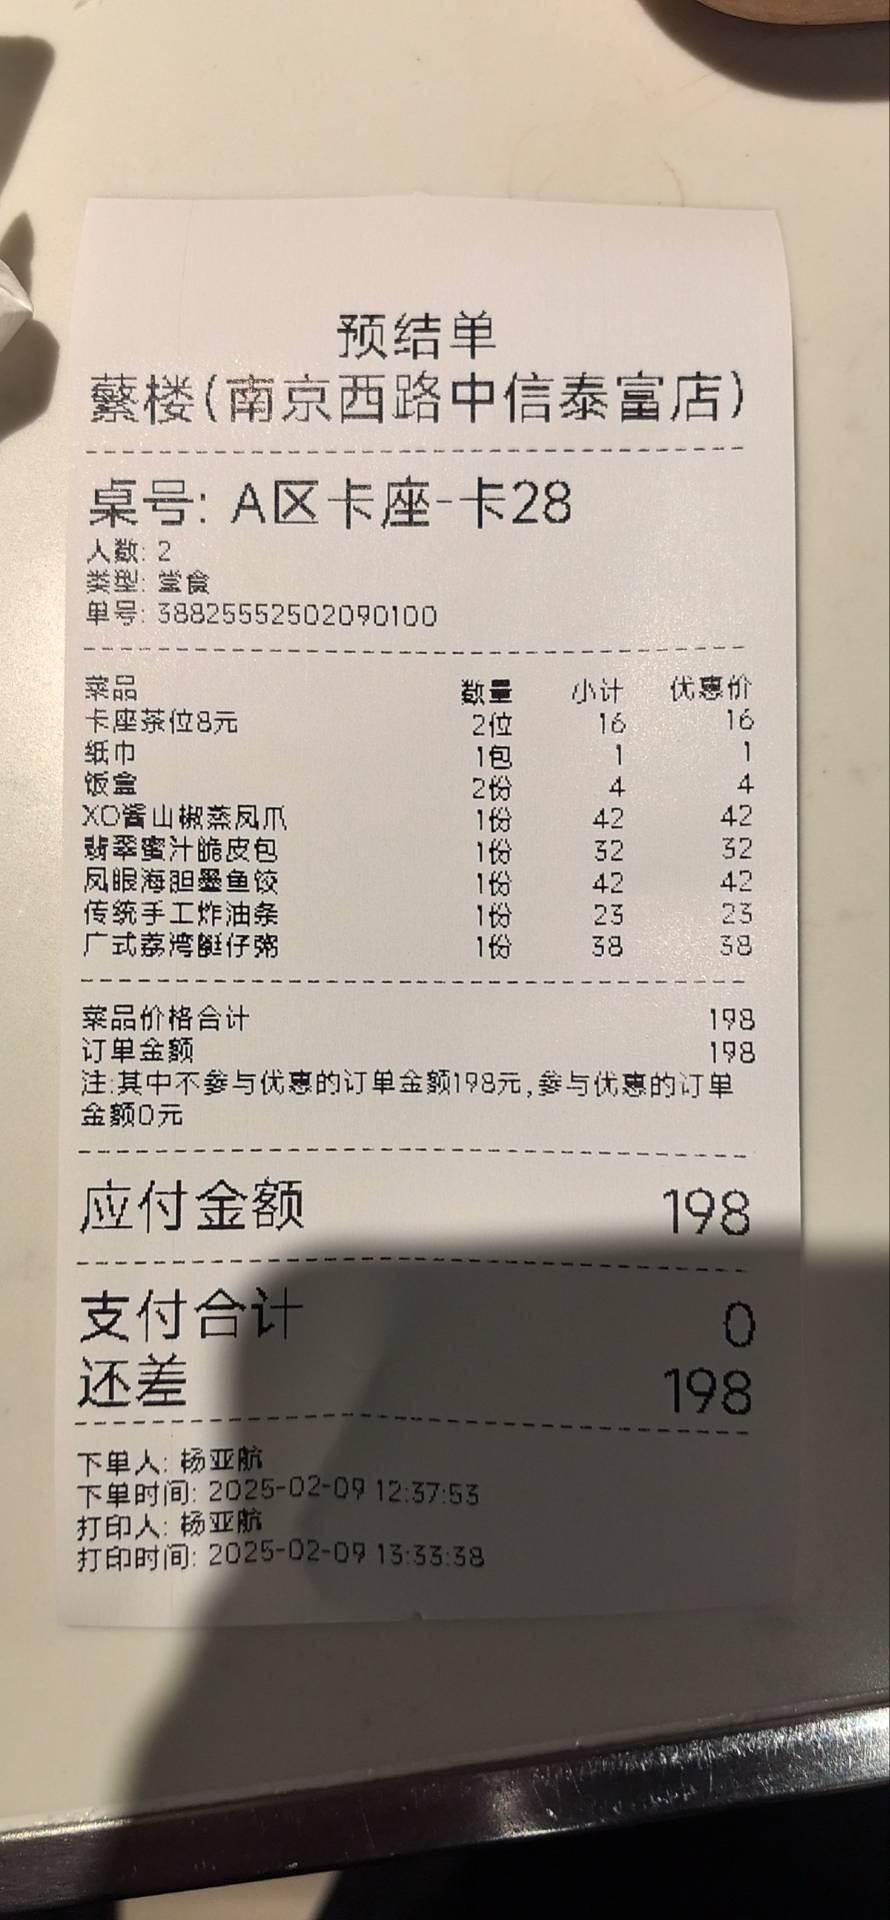 预结单
蘩楼(南京西路中信泰富店)
桌号: A区卡座-卡28
人数: 2
类型: 堂食
单号: 38825552502090100
菜品 数量 小计 优惠价
卡座茶位8元 2位 16 16
纸巾 1包 1 1
饭盒 2份 4 4
XO酱山椒蒸凤爪 1份 42 42
翡翠蜜汁脆皮包 1份 32 32
凤眼海胆墨鱼饺 1份 42 42
传统手工炸油条 1份 23 23
广式荔湾艇仔粥 1份 38 38
菜品价格合计 198
订单金额 198
注:其中不参与优惠的订单金额198元,参与优惠的订单
金额0元
应付金额 198
支付合计 0
还差 198
下单人: 杨亚航
下单时间: 2025-02-09 12:37:53
打印人: 杨亚航
打印时间: 2025-02-09 13:33:38